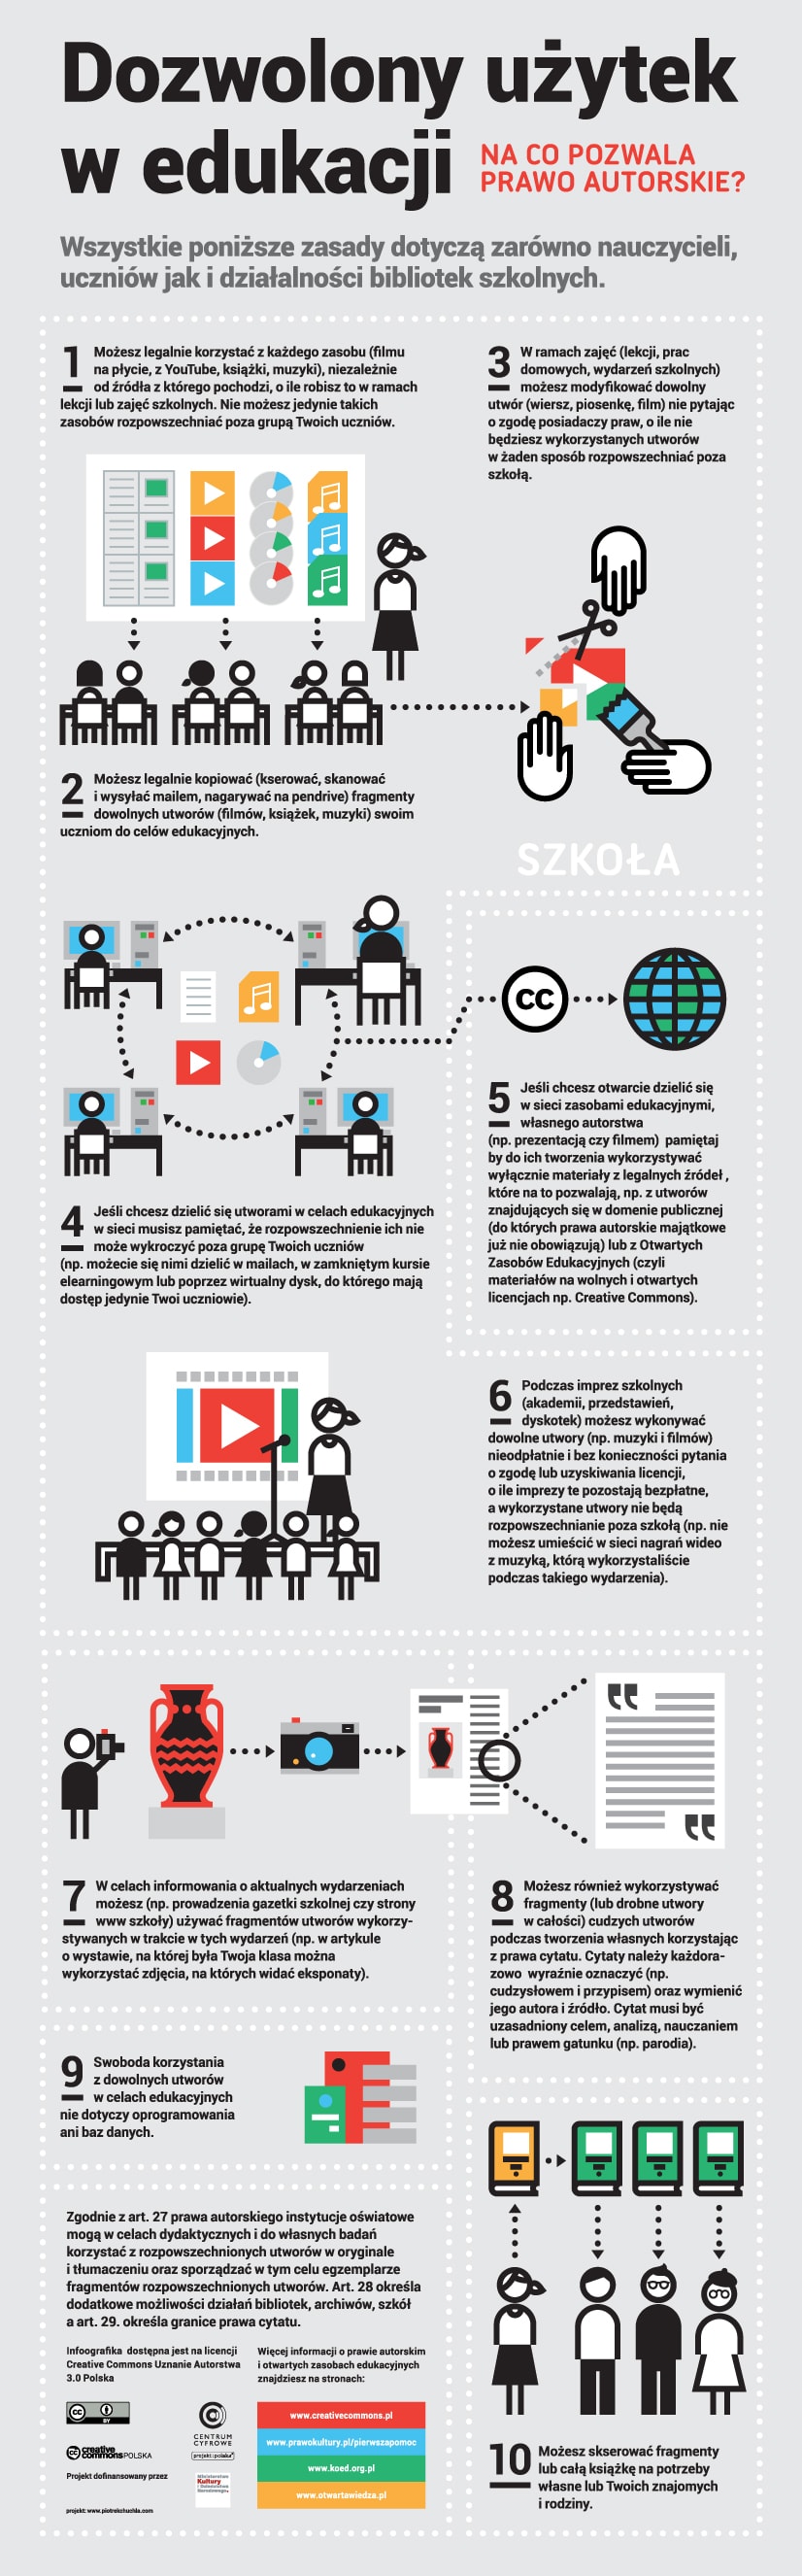 Dozwolony użytek
w edukacji
NA CO POZWALA
PRAWO AUTORSKIE?
Wszystkie poniższe zasady dotyczą zarówno nauczycieli,
uczniów jak i działalności bibliotek szkolnych.
1 Możesz legalnie korzystać z każdego zasobu (filmu
na płycie, z YouTube, książki, muzyki), niezależnie
od źródła z którego pochodzi, o ile robisz to w ramach
lekcji lub zajęć szkolnych. Nie możesz jedynie takich
zasobów rozpowszechniać poza grupą Twoich uczniów.
2 Możesz legalnie kopiować (kserować, skanować
i wysyłać mailem, nagarywać na pendrive) fragmenty
dowolnych utworów (filmów, książek, muzyki) swoim
uczniom do celów edukacyjnych.
3 W ramach zajęć (lekcji, prac
domowych, wydarzeń szkolnych)
możesz modyfikować dowolny
utwór (wiersz, piosenkę, film) nie pytając
o zgodę posiadaczy praw, o ile nie
będziesz wykorzystanych utworów
w żaden sposób rozpowszechniać poza
szkołą.
SZKOŁA
4 Jeśli chcesz dzielić się utworami w celach edukacyjnych
w sieci musisz pamiętać, że rozpowszechnienie ich nie
może wykroczyć poza grupę Twoich uczniów
(np. możecie się nimi dzielić w mailach, w zamkniętym kursie
elearningowym lub poprzez wirtualny dysk, do którego mają
dostęp jedynie Twoi uczniowie).
cc
5 Jeśli chcesz otwarcie dzielić się
w sieci zasobami edukacyjnymi,
własnego autorstwa
(np. prezentacją czy filmem) pamiętaj
by do ich tworzenia wykorzystywać
wyłącznie materiały z legalnych źródeł ,
które na to pozwalają, np. z utworów
znajdujących się w domenie publicznej
(do których prawa autorskie majątkowe
już nie obowiązują) lub z Otwartych
Zasobów Edukacyjnych (czyli
materiałów na wolnych i otwartych
licencjach np. Creative Commons).
6 Podczas imprez szkolnych
(akademii, przedstawień,
dyskotek) możesz wykonywać
dowolne utwory (np. muzyki i filmów)
nieodpłatnie i bez konieczności pytania
o zgodę lub uzyskiwania licencji,
o ile imprezy te pozostają bezpłatne,
a wykorzystane utwory nie będą
rozpowszechnianie poza szkołą (np. nie
możesz umieścić w sieci nagrań wideo
z muzyką, którą wykorzystaliście
podczas takiego wydarzenia).
7 W celach informowania o aktualnych wydarzeniach
możesz (np. prowadzenia gazetki szkolnej czy strony
www szkoły) używać fragmentów utworów wykorzy-
stywanych w trakcie w tych wydarzeń (np. w artykule
o wystawie, na której była Twoja klasa można
wykorzystać zdjęcia, na których widać eksponaty).
8 Możesz również wykorzystywać
fragmenty (lub drobne utwory
w całości) cudzych utworów
podczas tworzenia własnych korzystając
z prawa cytatu. Cytaty należy każdora-
zowo wyraźnie oznaczyć (np.
cudzysłowem i przypisem) oraz wymienić
jego autora i źródło. Cytat musi być
uzasadniony celem, analizą, nauczaniem
lub prawem gatunku (np. parodia).
9 Swoboda korzystania
z dowolnych utworów
w celach edukacyjnych
nie dotyczy oprogramowania
ani baz danych.
Zgodnie z art. 27 prawa autorskiego instytucje oświatowe
mogą w celach dydaktycznych i do własnych badań
korzystać z rozpowszechnionych utworów w oryginale
i tłumaczeniu oraz sporządzać w tym celu egzemplarze
fragmentów rozpowszechnionych utworów. Art. 28 określa
dodatkowe możliwości działań bibliotek, archiwów, szkół
a art. 29. określa granice prawa cytatu.
Infoografika dostępna jest na licencji
Creative Commons Uznanie Autorstwa
3.0 Polska
cc BY
cc creative
commons POLSKA
CENTRUM
CYFROWE
projekt: polska
Projekt dofinansowany przez
Ministerstwo
Kultury
i Dziedzictwa
Narodowego
projekt: www.piotrekchuchla.com
Więcej informacji o prawie autorskim
i otwartych zasobach edukacyjnych
znajdziesz na stronach:
www.creativecommons.pl
www.prawokultury.pl/pierwszapomoc
www.koed.org.pl
www.otwartawiedza.pl
10 Możesz skserować fragmenty
lub całą książkę na potrzeby
własne lub Twoich znajomych
i rodziny.